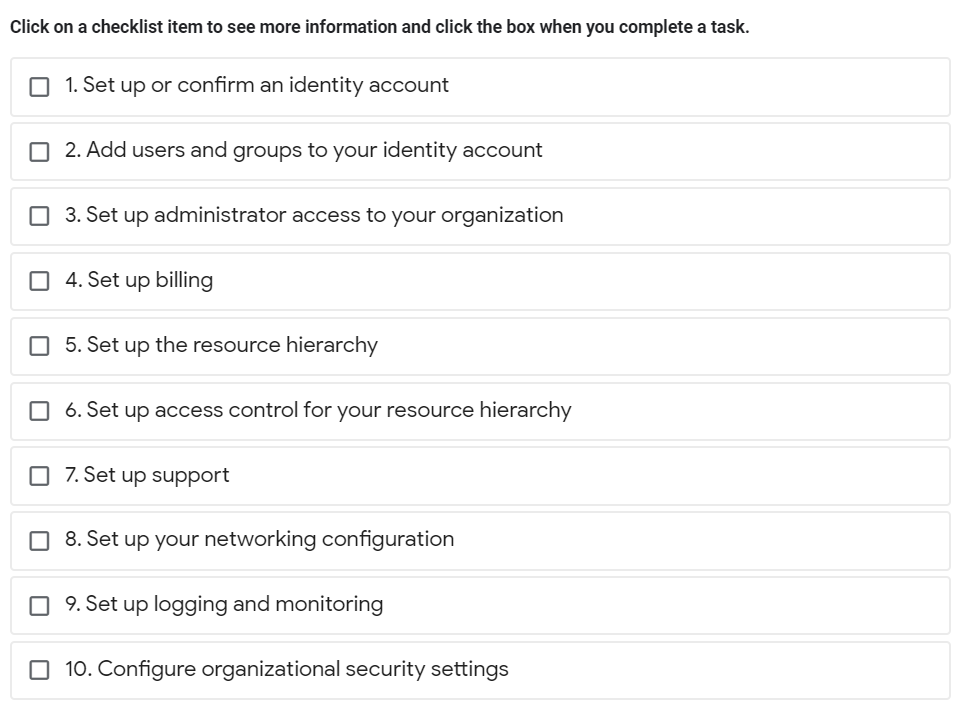 Click on a checklist item to see more information and click the box when you complete a task.
1. Set up or confirm an identity account
2. Add users and groups to your identity account
3. Set up administrator access to your organization
4. Set up billing
5. Set up the resource hierarchy
6. Set up access control for your resource hierarchy
7. Set up support
8. Set up your networking configuration
9. Set up logging and monitoring
10. Configure organizational security settings